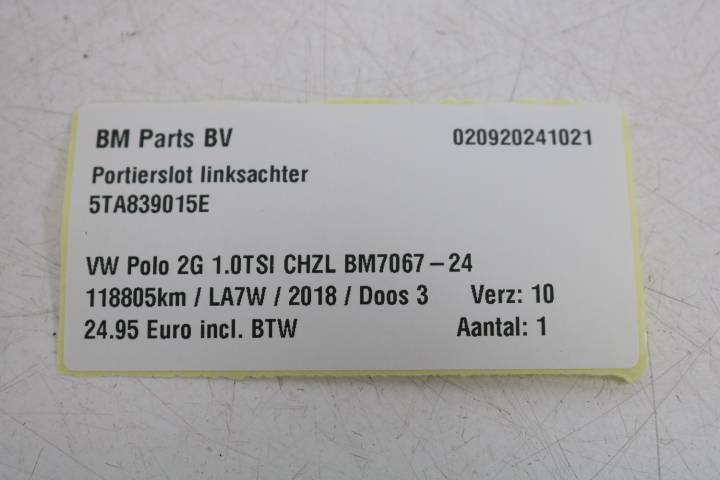 BM Parts BV 020920241021
Portierslot linksachter
5TA839015E
VW Polo 2G 1.0TSI CHZL BM7067-24
118805km / LA7W / 2018 / Doos 3 Verz: 10
24.95 Euro incl. BTW Aantal: 1